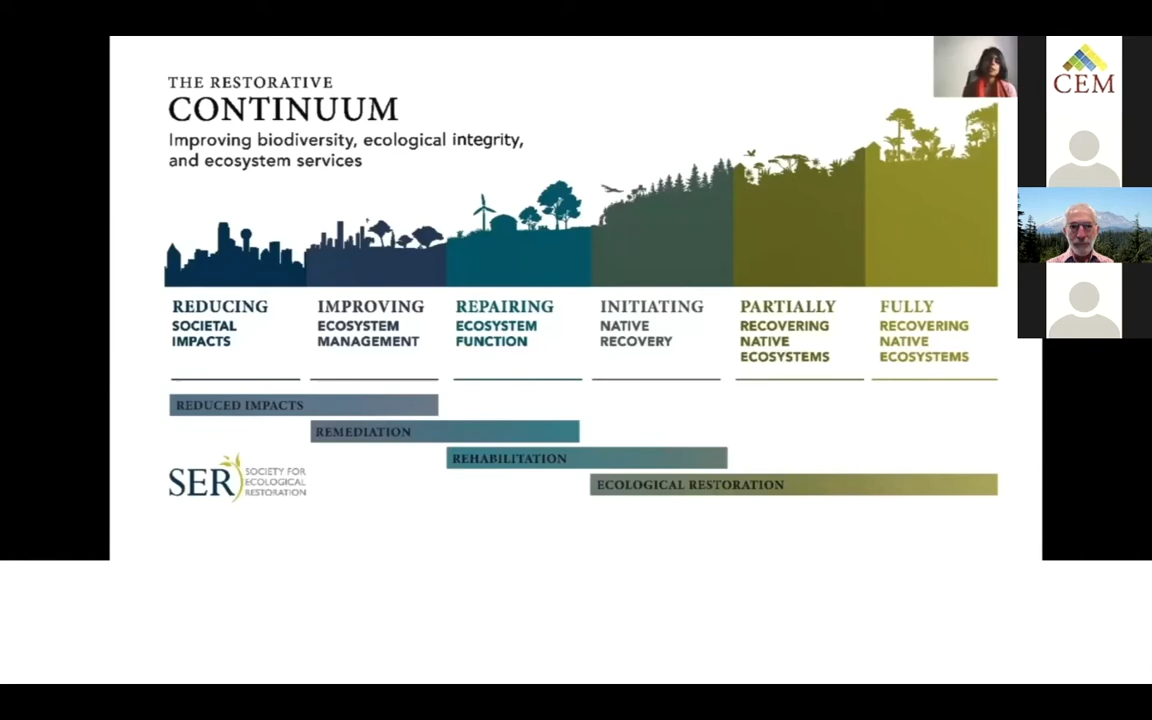 THE RESTORATIVE
CONTINUUM
Improving biodiversity, ecological integrity,
and ecosystem services
CEM
REDUCING
SOCIETAL
IMPACTS
IMPROVING
ECOSYSTEM
MANAGEMENT
REPAIRING
ECOSYSTEM
FUNCTION
INITIATING
NATIVE
RECOVERY
PARTIALLY
RECOVERING
NATIVE
ECOSYSTEMS
FULLY
RECOVERING
NATIVE
ECOSYSTEMS
REDUCED IMPACTS
REMEDIATION
REHABILITATION
ECOLOGICAL RESTORATION
SER
SOCIETY FOR
ECOLOGICAL
RESTORATION